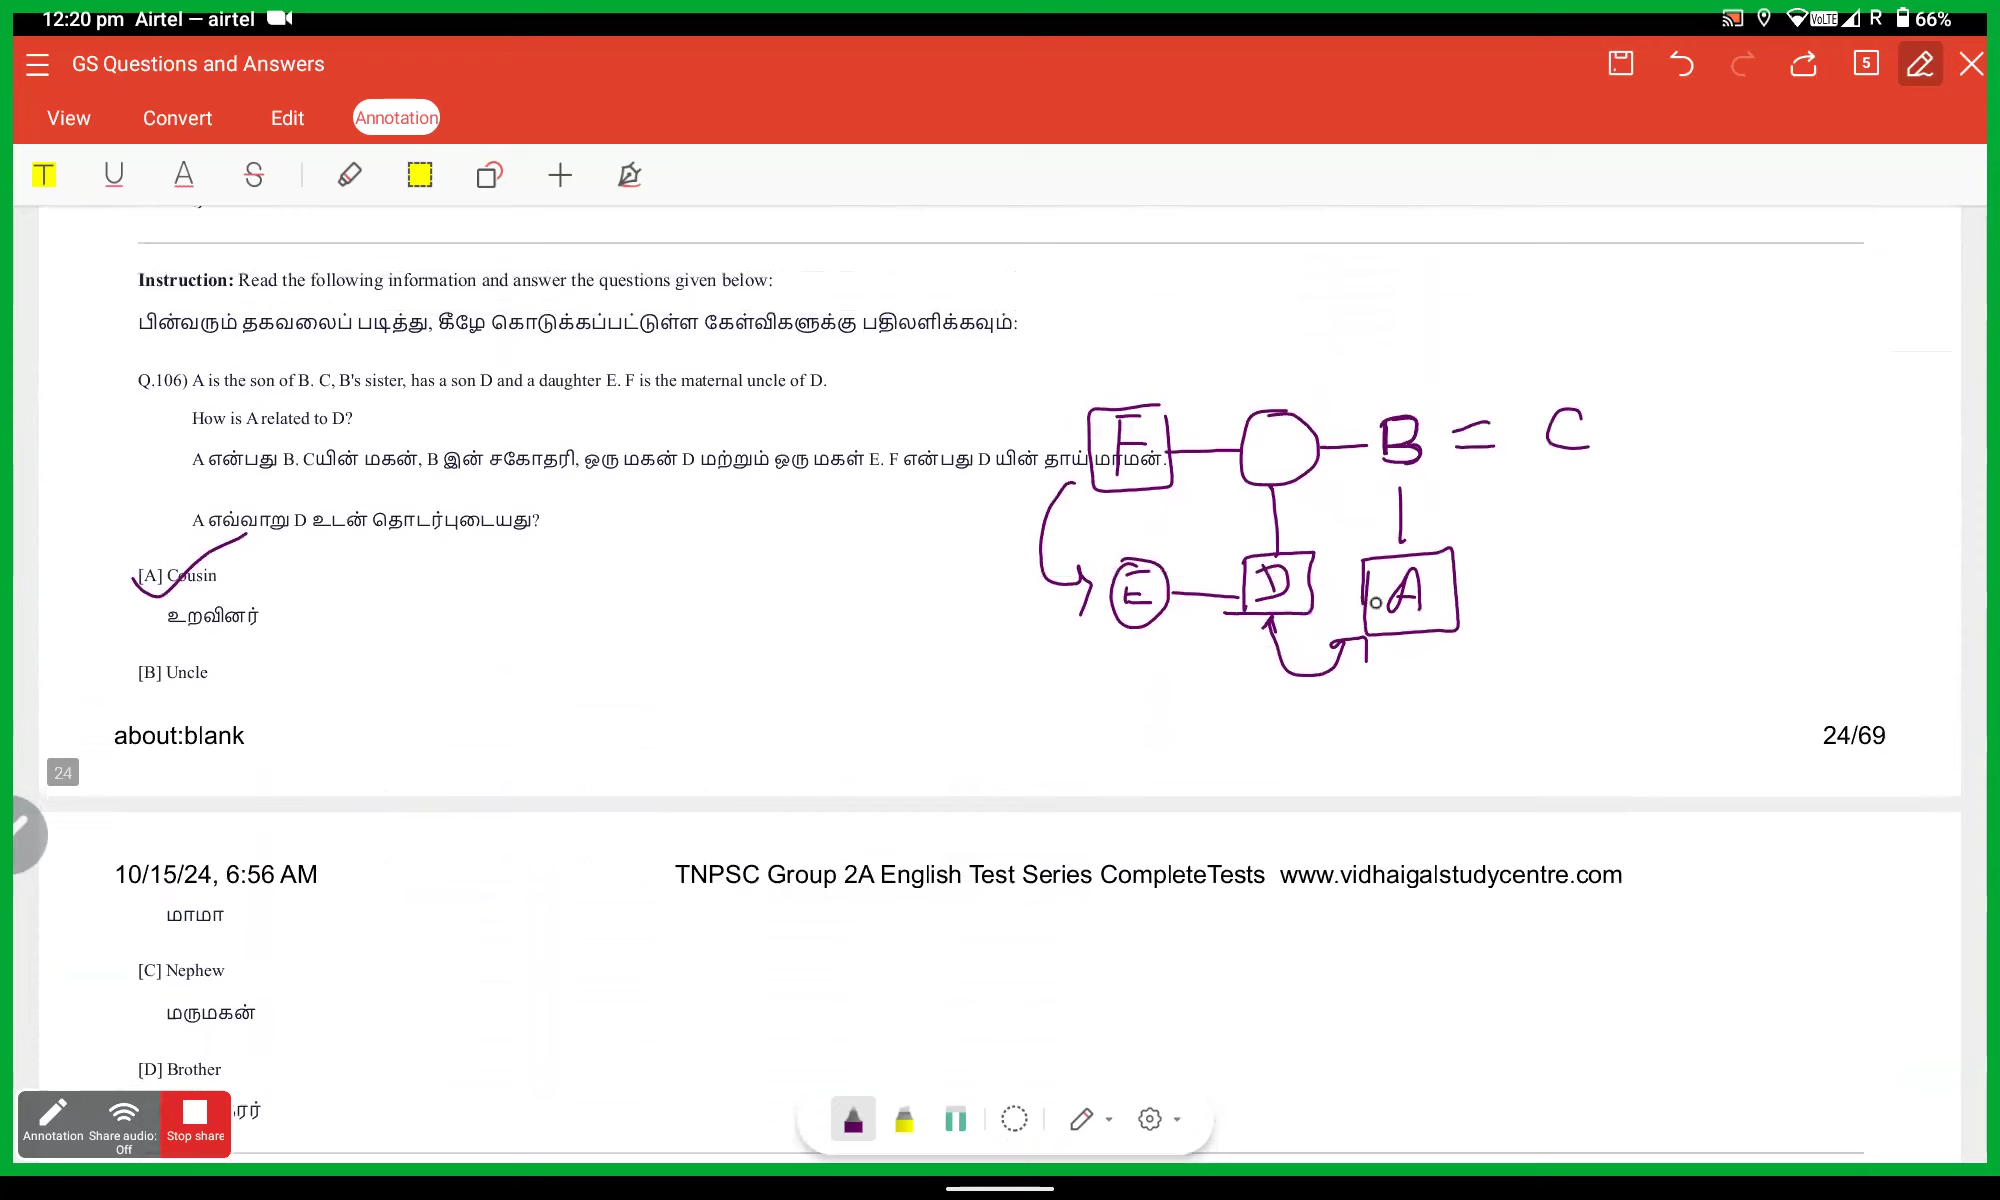 12:20 pm Airtel — airtel
VoLTE R 66%
GS Questions and Answers
5
View Convert Edit Annotation
T U A S
Instruction: Read the following information and answer the questions given below:
பின்வரும் தகவலைப் படித்து, கீழே கொடுக்கப்பட்டுள்ள கேள்விகளுக்கு பதிலளிக்கவும்:
Q.106) A is the son of B. C, B's sister, has a son D and a daughter E. F is the maternal uncle of D.
How is A related to D?
A என்பது B. Cயின் மகன், B இன் சகோதரி, ஒரு மகன் D மற்றும் ஒரு மகள் E. F என்பது D யின் தாய் மாமன்.
F B = C
A எவ்வாறு D உடன் தொடர்புடையது?
[A] Cousin
E D A
உறவினர்
[B] Uncle
about:blank 24/69
24
10/15/24, 6:56 AM TNPSC Group 2A English Test Series CompleteTests www.vidhaigalstudycentre.com
மாமா
[C] Nephew
மருமகன்
[D] Brother
Annotation Share audio: Off Stop share